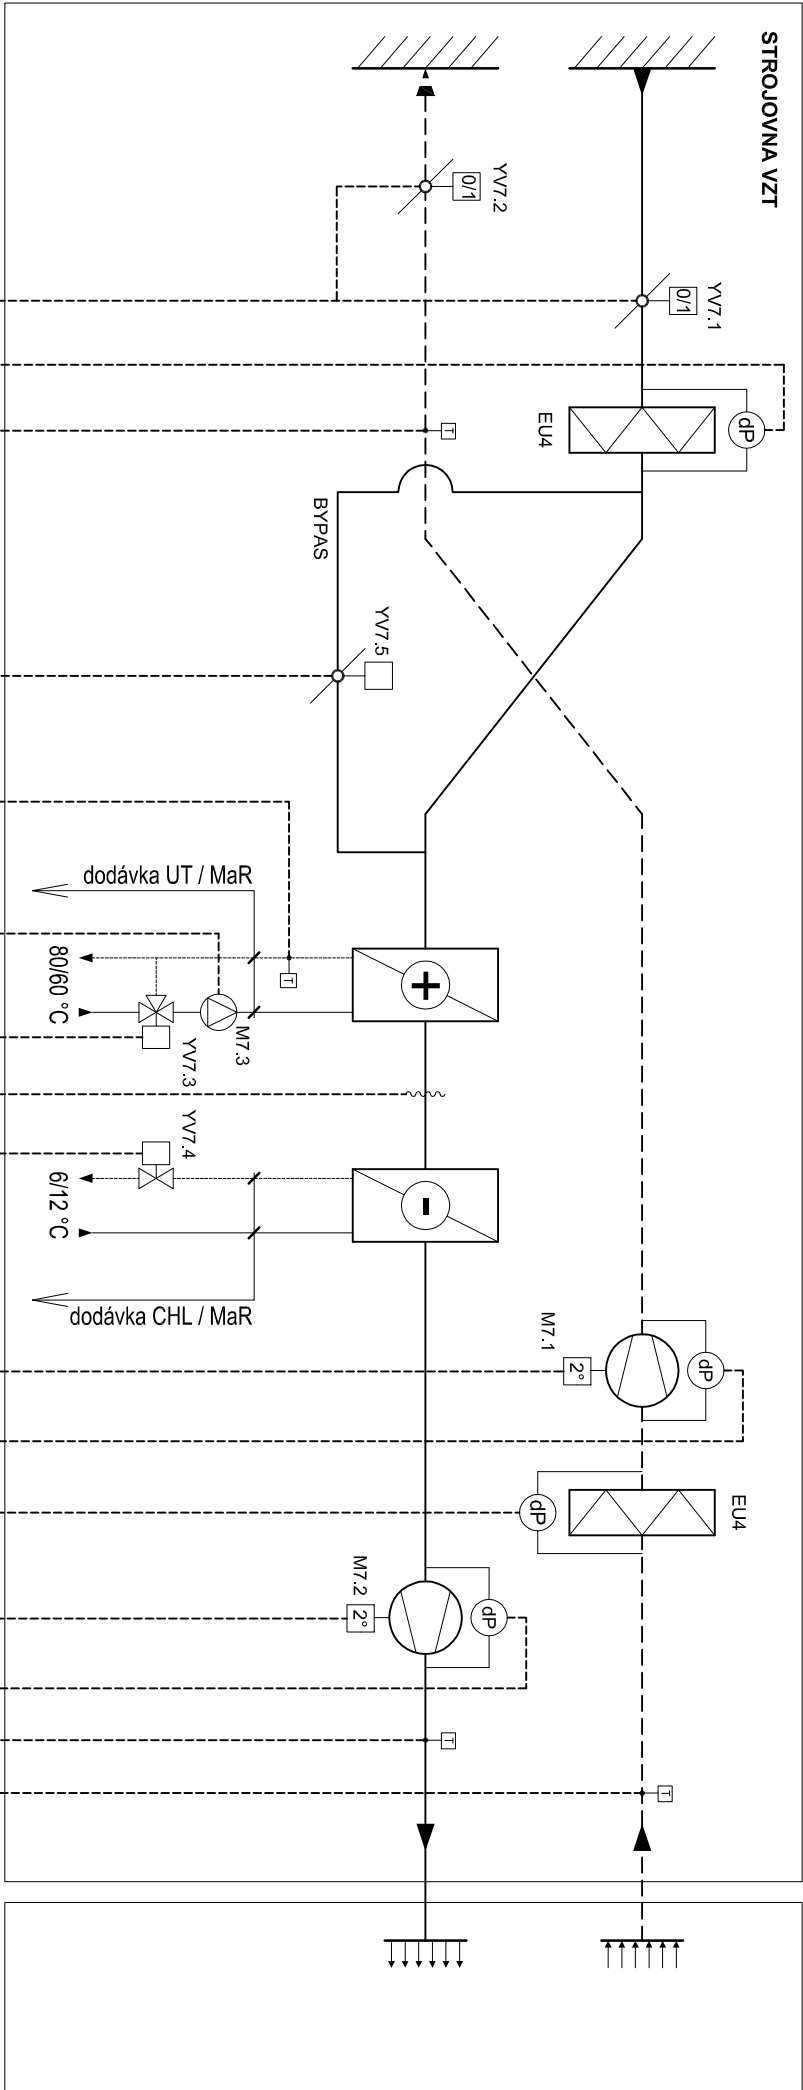 STROJOVNA VZT
YV7.2
0/1
YV7.1
0/1
dP
EU4
T
BYPAS
YV7.5
dodávka UT / MaR
80/60 °C
T
M7.3
YV7.3
+
YV7.4
6/12 °C
-
dodávka CHL / MaR
M7.1
2°
dP
EU4
dP
M7.2
2°
dP
T
T